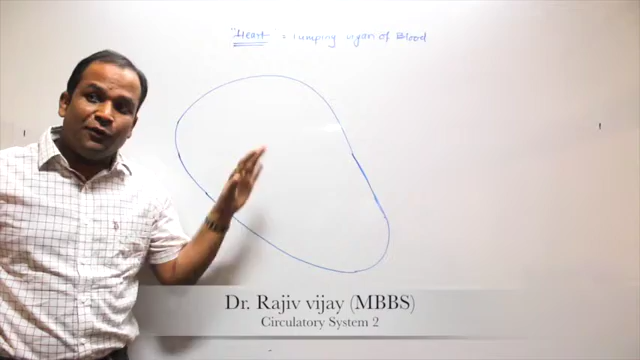 "Heart = Pumping organ of Blood
Dr. Rajiv vijay (MBBS)
Circulatory System 2